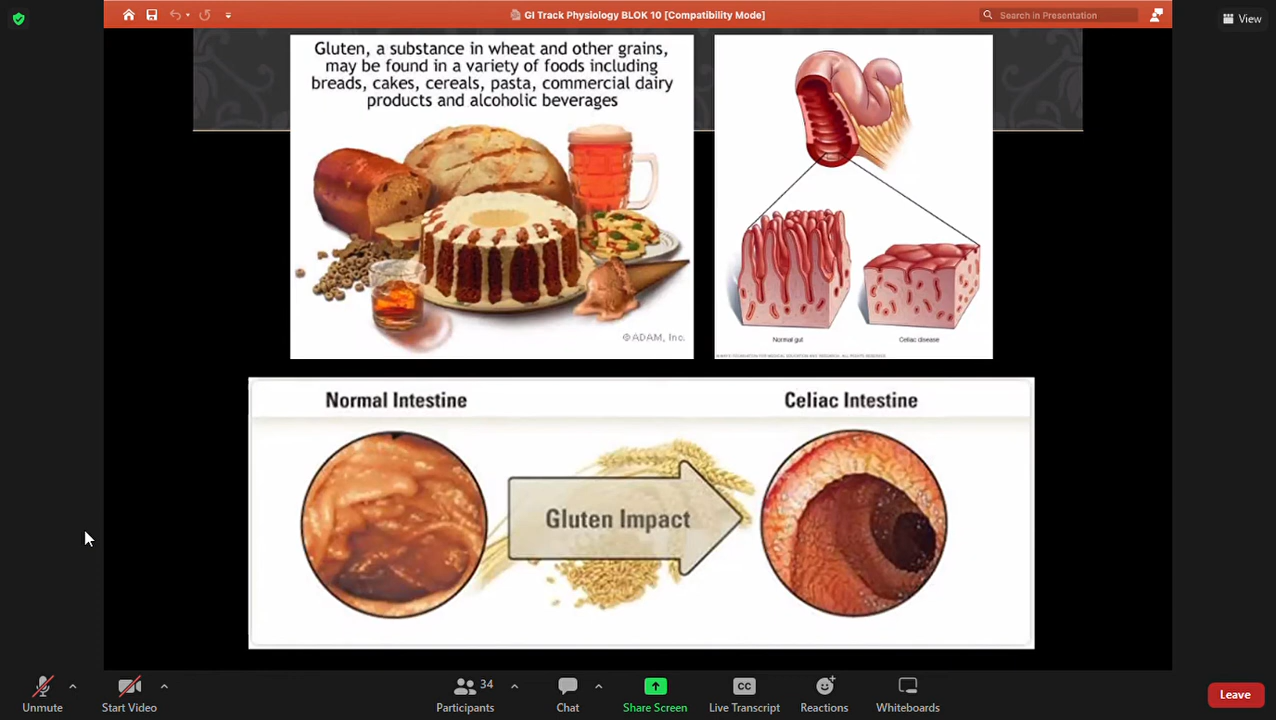 GI Track Physiology BLOK 10 [Compatibility Mode]
Search in Presentation
View
Gluten, a substance in wheat and other grains,
may be found in a variety of foods including
breads, cakes, cereals, pasta, commercial dairy
products and alcoholic beverages
©ADAM, Inc.
Normal gut
Celiac disease
Normal Intestine
Celiac Intestine
Gluten Impact
Unmute
Start Video
34
Participants
Chat
Share Screen
CC
Live Transcript
Reactions
Whiteboards
Leave